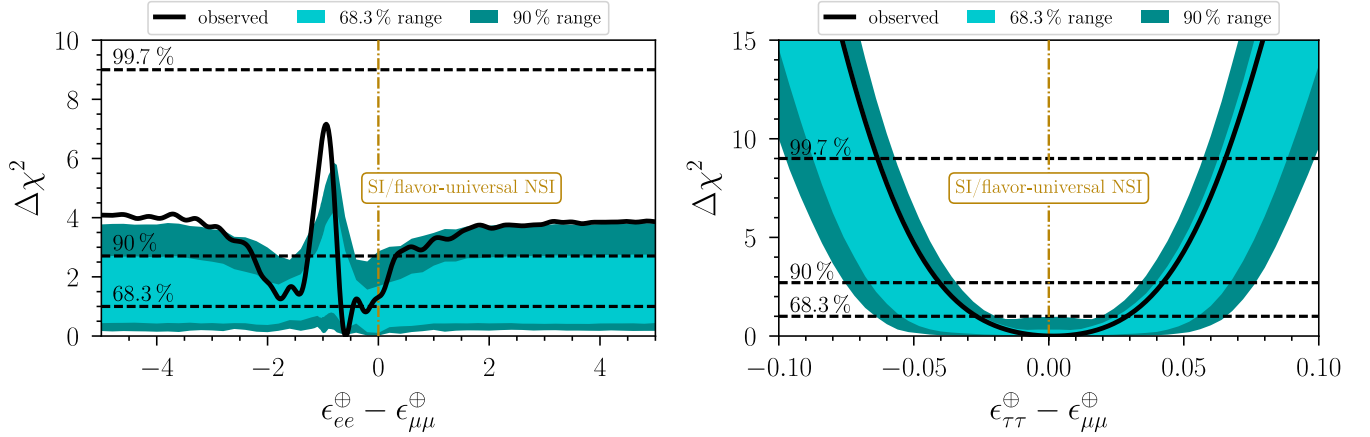 observed 68.3 % range 90 % range
10
99.7 %
8
6
SI/flavor-universal NSI
4
90 %
2
68.3 %
0
−4 −2 0 2 4
Δχ²
ϵ⊕ee − ϵ⊕μμ
observed 68.3 % range 90 % range
15
10
99.7 %
SI/flavor-universal NSI
5
90 %
68.3 %
0
−0.10 −0.05 0.00 0.05 0.10
Δχ²
ϵ⊕ττ − ϵ⊕μμ